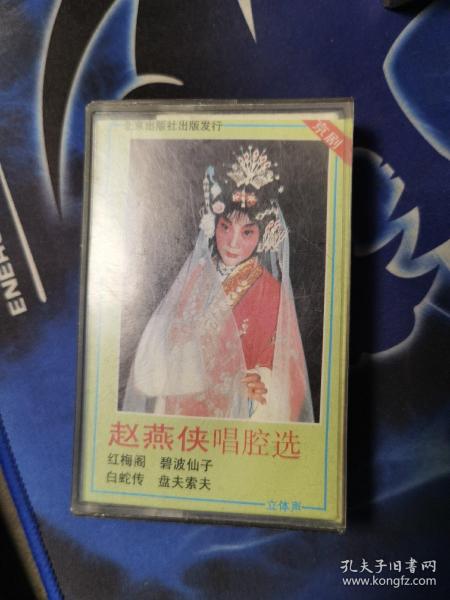 北京出版社出版发行
京剧
赵燕侠唱腔选
红梅阁 碧波仙子
白蛇传 盘夫索夫
立体声
孔夫子旧书网
www.kongfz.com